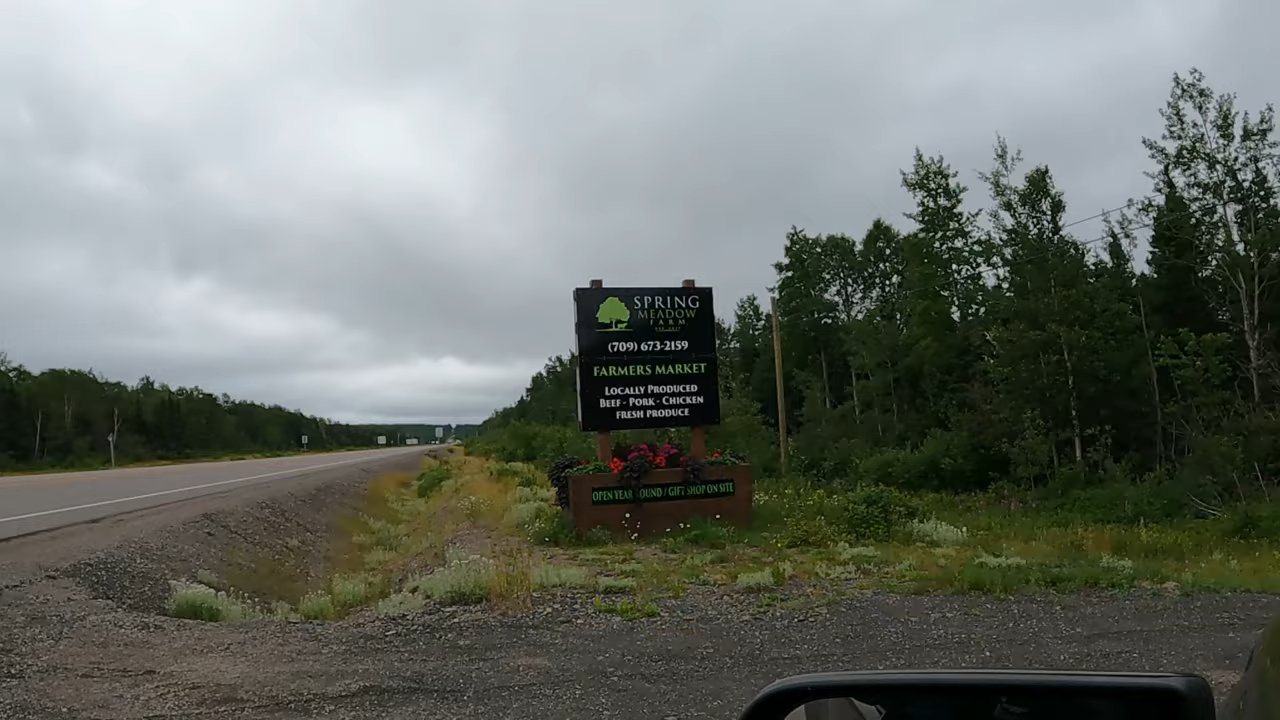 SPRING
MEADOW
FARM
(709) 673-2159
FARMERS MARKET
LOCALLY PRODUCED
BEEF - PORK - CHICKEN
FRESH PRODUCE
OPEN YEAR ROUND / GIFT SHOP ON SITE